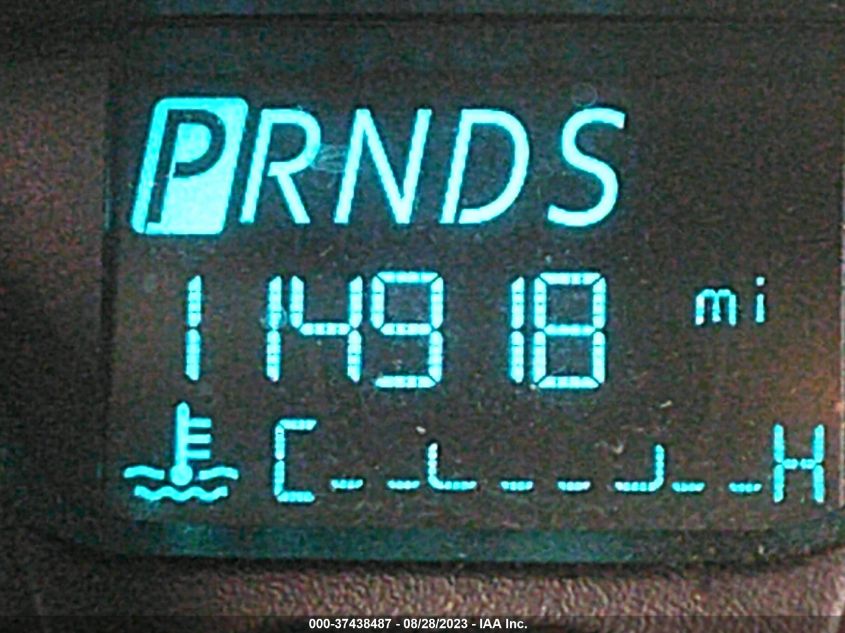 PRNDS
114918 mi
C H
000-37438487 - 08/28/2023 - IAA Inc.